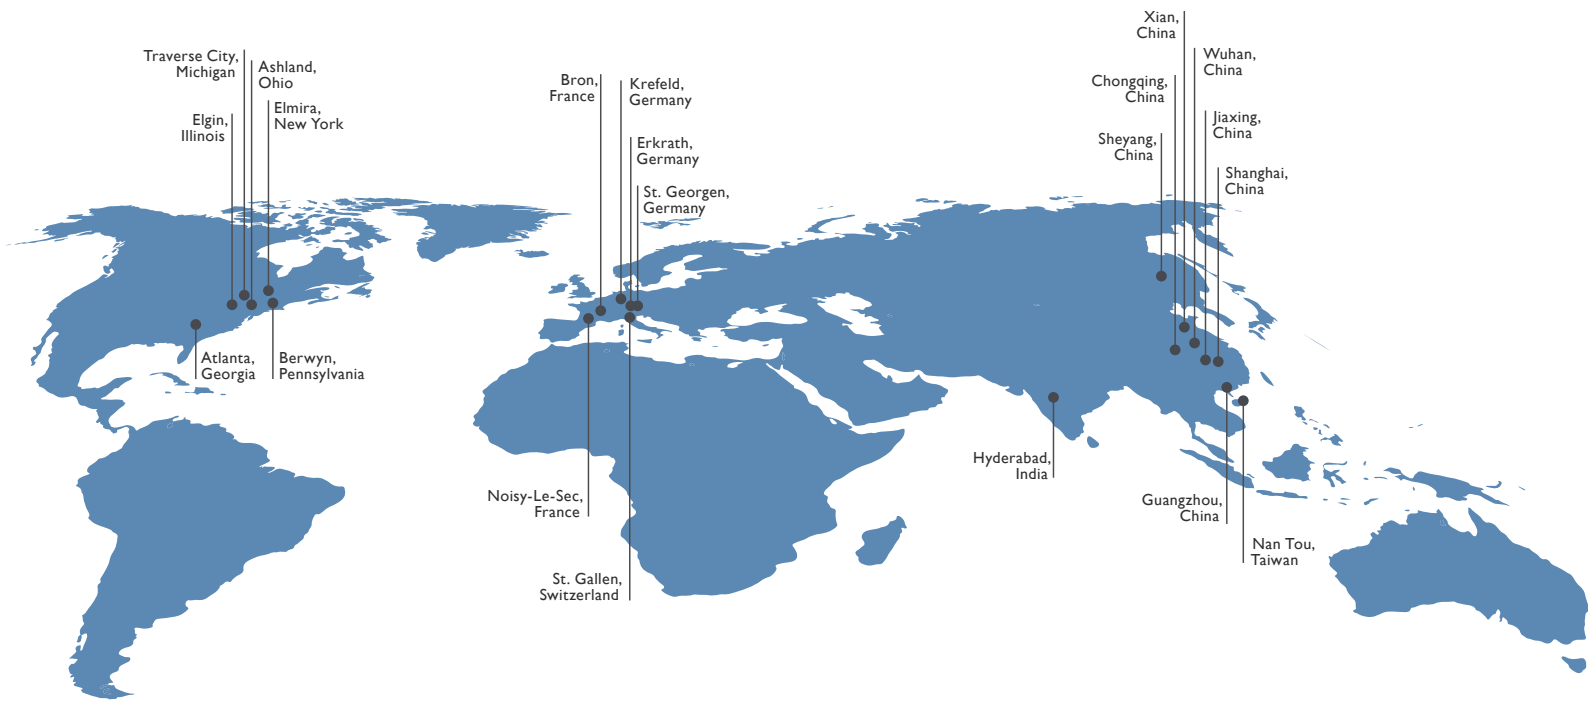 Traverse City,
Michigan
Ashland,
Ohio
Elgin,
Illinois
Elmira,
New York
Atlanta,
Georgia
Berwyn,
Pennsylvania
Bron,
France
Krefeld,
Germany
Erkrath,
Germany
St. Georgen,
Germany
Noisy-Le-Sec,
France
St. Gallen,
Switzerland
Xian,
China
Wuhan,
China
Chongqing,
China
Jiaxing,
China
Sheyang,
China
Shanghai,
China
Hyderabad,
India
Guangzhou,
China
Nan Tou,
Taiwan